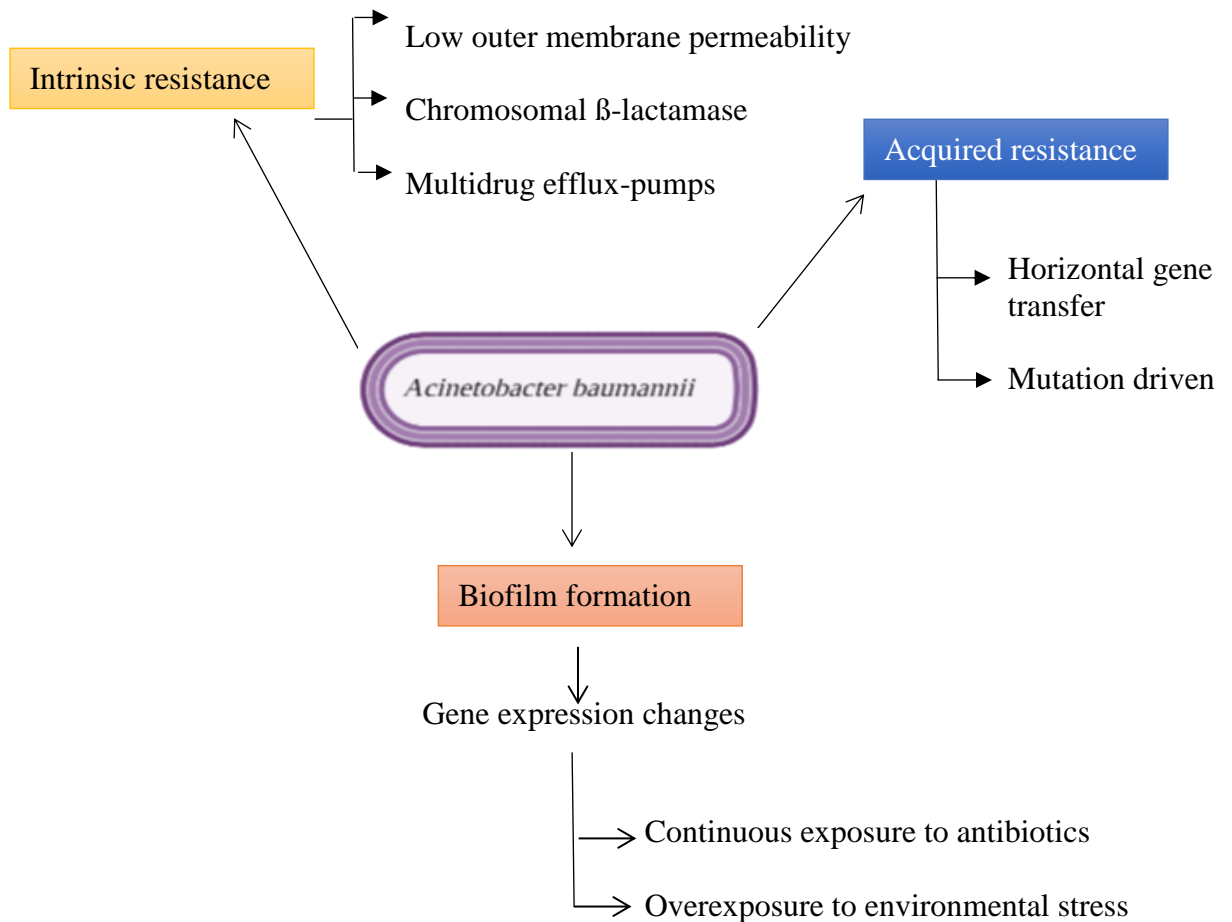 Intrinsic resistance
Low outer membrane permeability
Chromosomal ß-lactamase
Multidrug efflux-pumps
Acquired resistance
Horizontal gene
transfer
Mutation driven
Acinetobacter baumannii
Biofilm formation
Gene expression changes
Continuous exposure to antibiotics
Overexposure to environmental stress